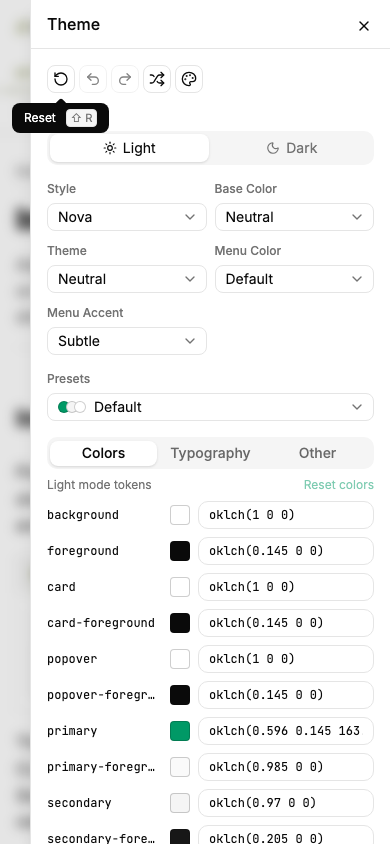 Theme
Reset ⇧ R
Light Dark
Style Base Color
Nova Neutral
Theme Menu Color
Neutral Default
Menu Accent
Subtle
Presets
Default
Colors Typography Other
Light mode tokens Reset colors
background oklch(1 0 0)
foreground oklch(0.145 0 0)
card oklch(1 0 0)
card-foreground oklch(0.145 0 0)
popover oklch(1 0 0)
popover-foregr… oklch(0.145 0 0)
primary oklch(0.596 0.145 163
primary-foregr… oklch(0.985 0 0)
secondary oklch(0.97 0 0)
secondary-fore… oklch(0.205 0 0)